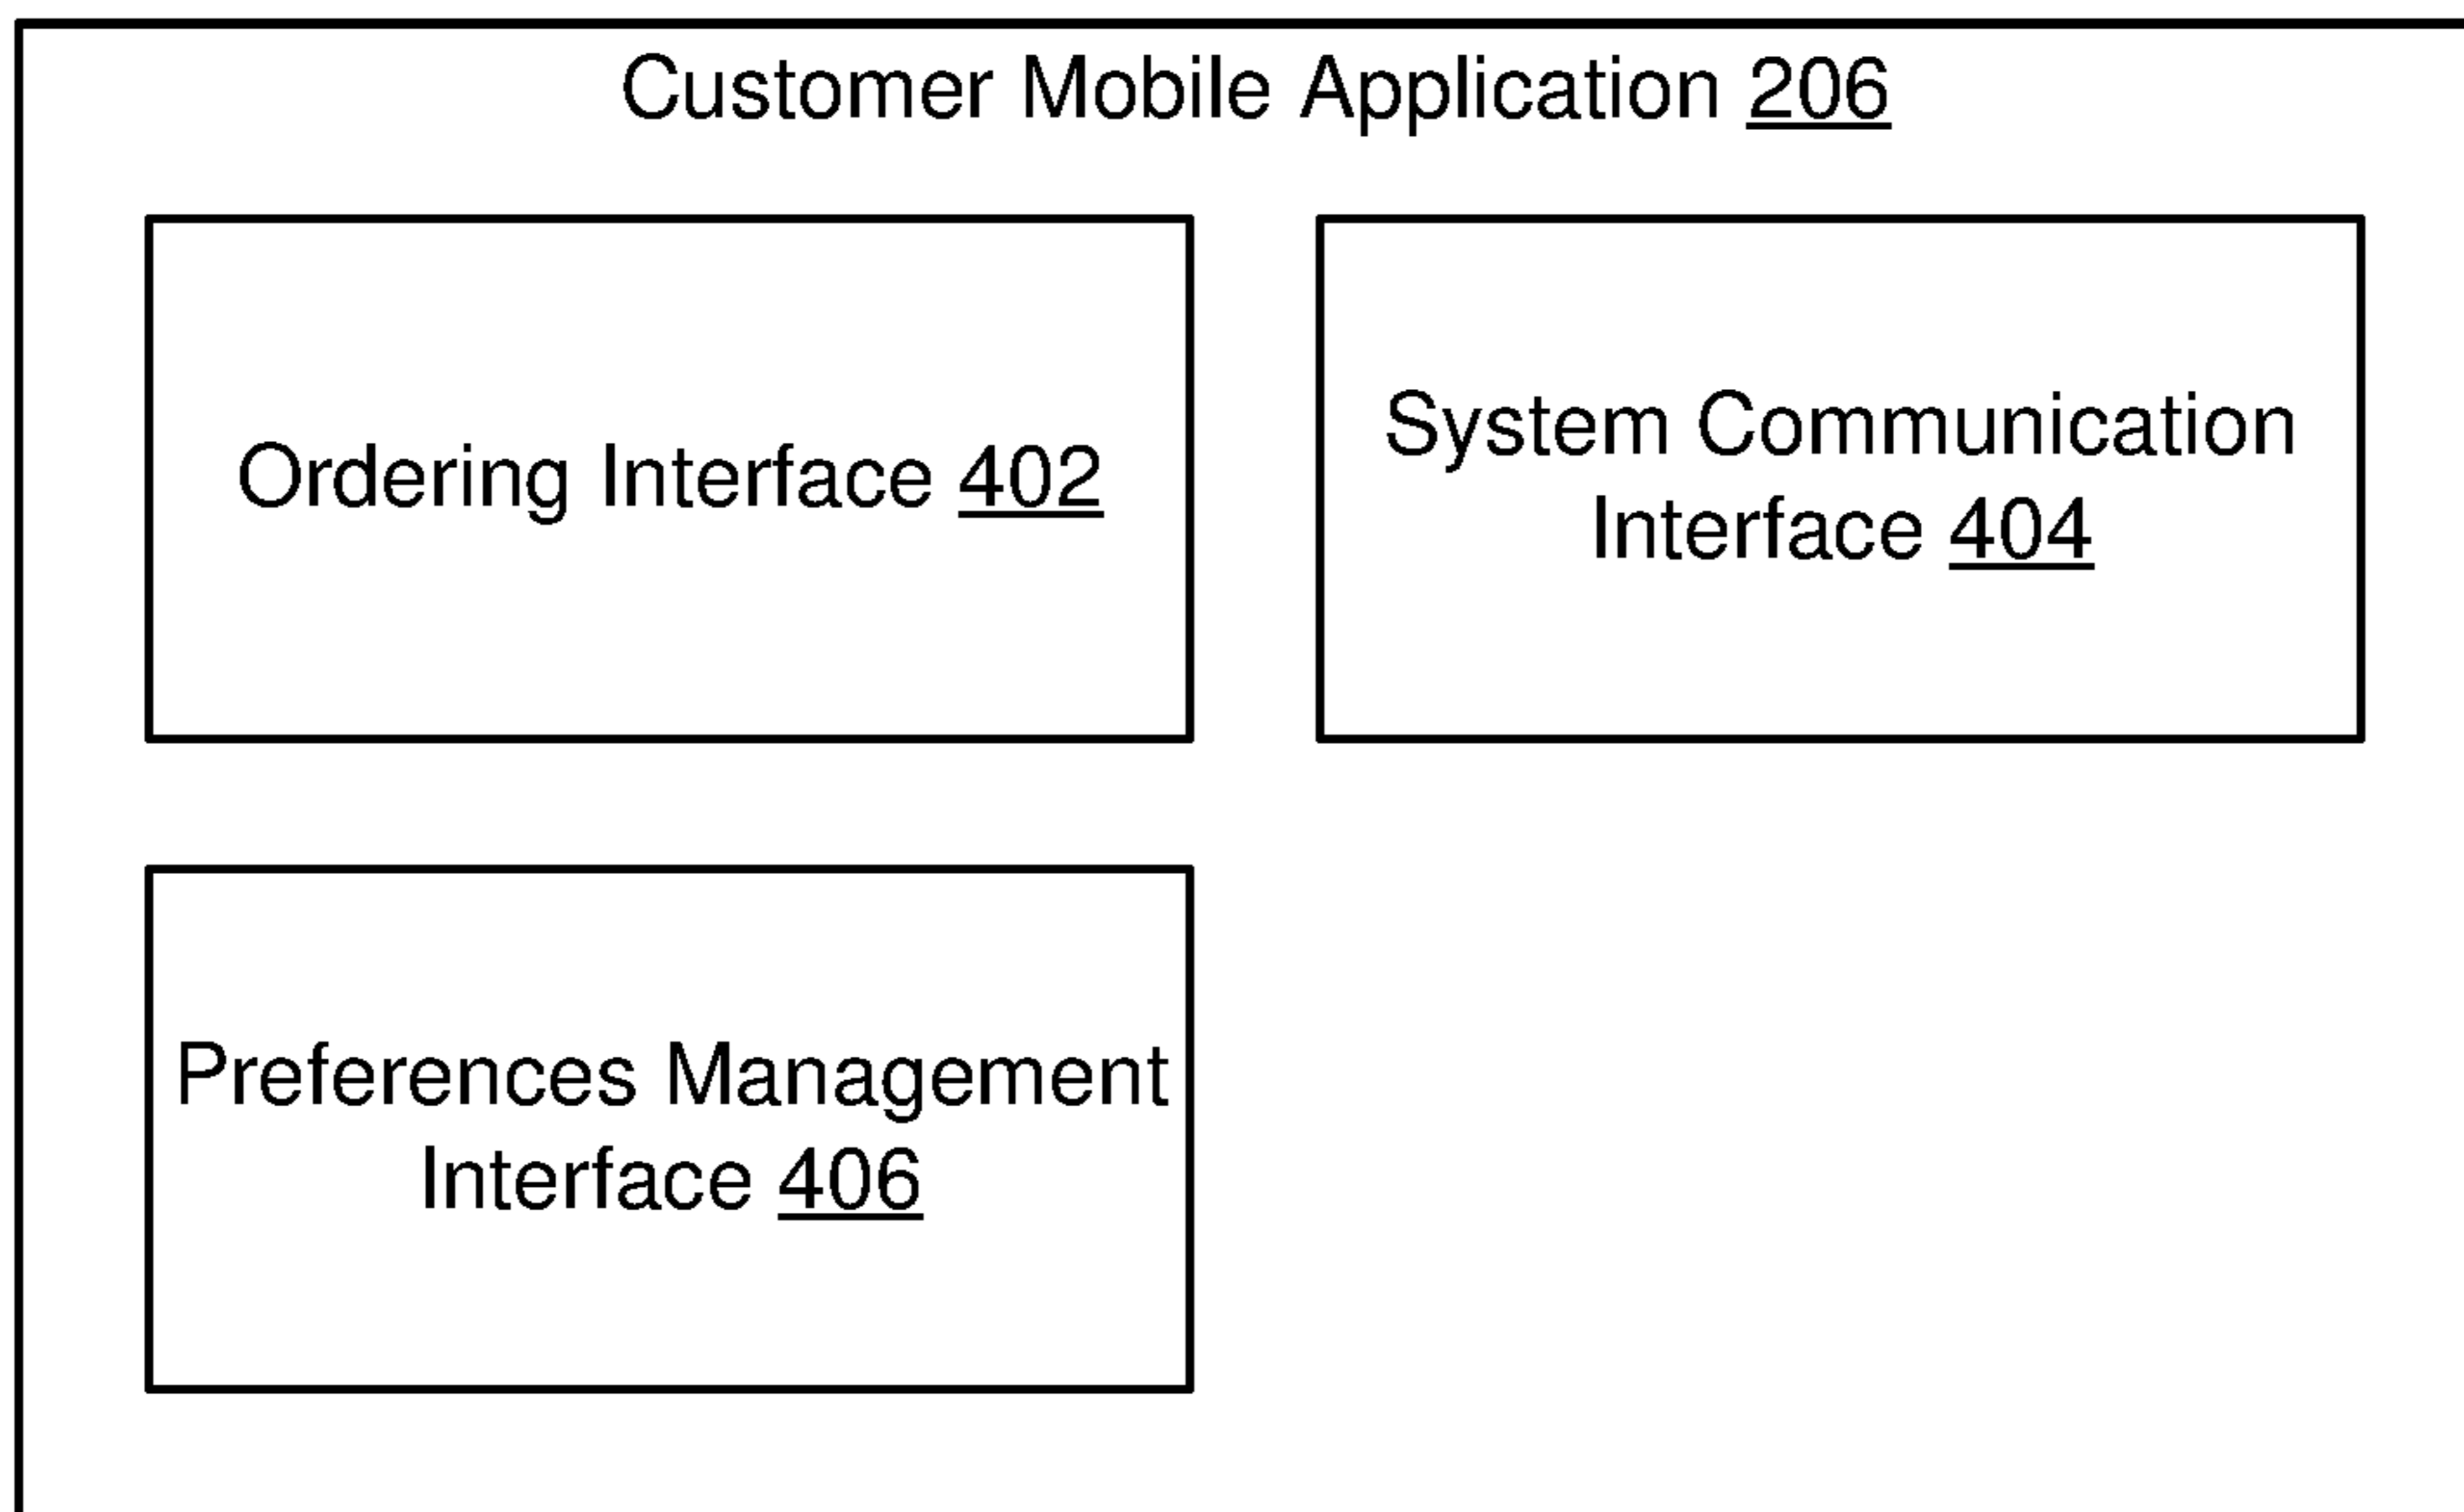 Customer Mobile Application 206
Ordering Interface 402
System Communication
Interface 404
Preferences Management
Interface 406